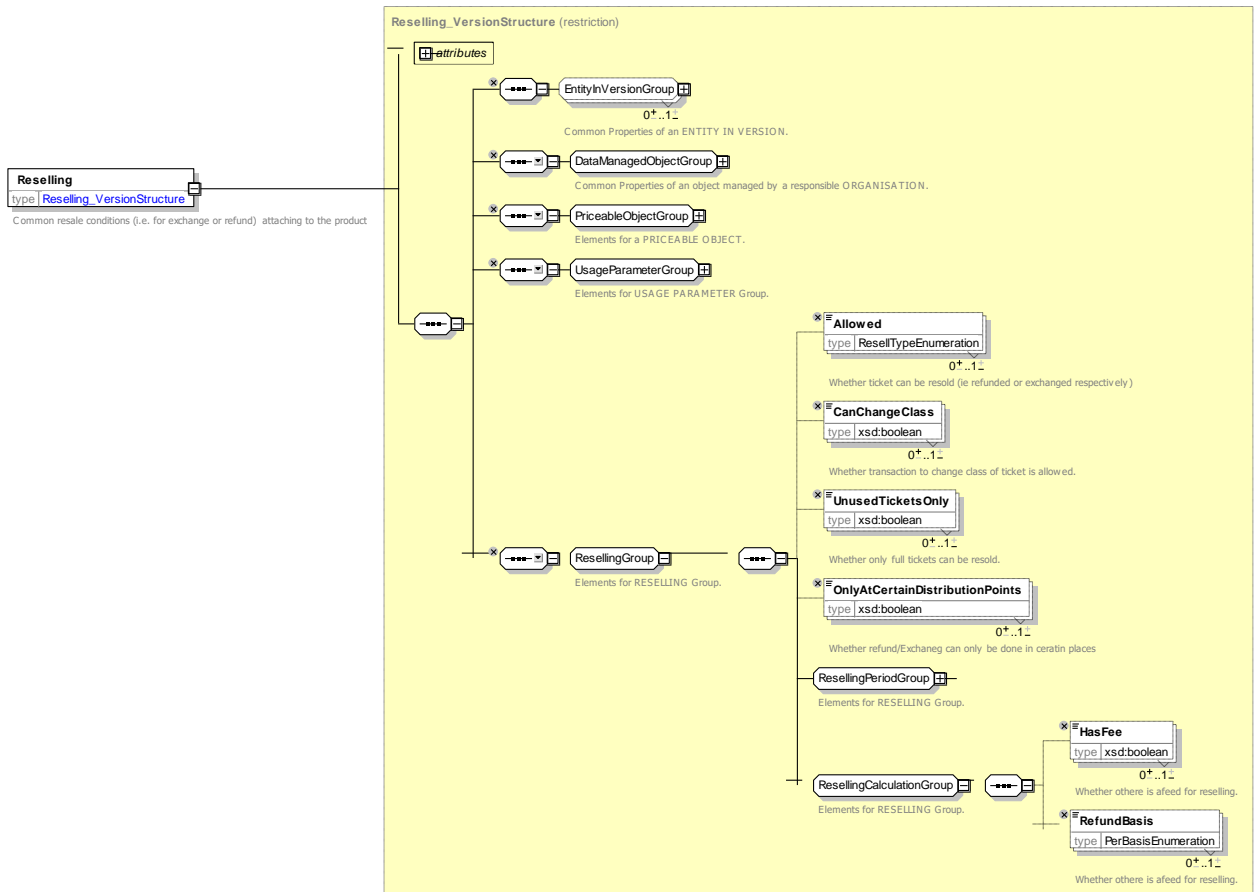 Reselling_VersionStructure (restriction)
attributes
EntityInVersionGroup
0..1
Common Properties of an ENTITY IN VERSION.
DataManagedObjectGroup
Common Properties of an object managed by a responsible ORGANISATION.
Reselling
type Reselling_VersionStructure
Common resale conditions (i.e. for exchange or refund) attaching to the product
PriceableObjectGroup
Elements for a PRICEABLE OBJECT.
UsageParameterGroup
Elements for USAGE PARAMETER Group.
Allowed
type ResellTypeEnumeration
0..1
Whether ticket can be resold (ie refunded or exchanged respectively)
CanChangeClass
type xsd:boolean
0..1
Whether transaction to change class of ticket is allowed.
UnusedTicketsOnly
type xsd:boolean
0..1
Whether only full tickets can be resold.
ResellingGroup
Elements for RESELLING Group.
OnlyAtCertainDistributionPoints
type xsd:boolean
0..1
Whether refund/Exchaneg can only be done in ceratin places
ResellingPeriodGroup
Elements for RESELLING Group.
HasFee
type xsd:boolean
0..1
Whether othere is afeed for reselling.
ResellingCalculationGroup
Elements for RESELLING Group.
RefundBasis
type PerBasisEnumeration
0..1
Whether othere is afeed for reselling.